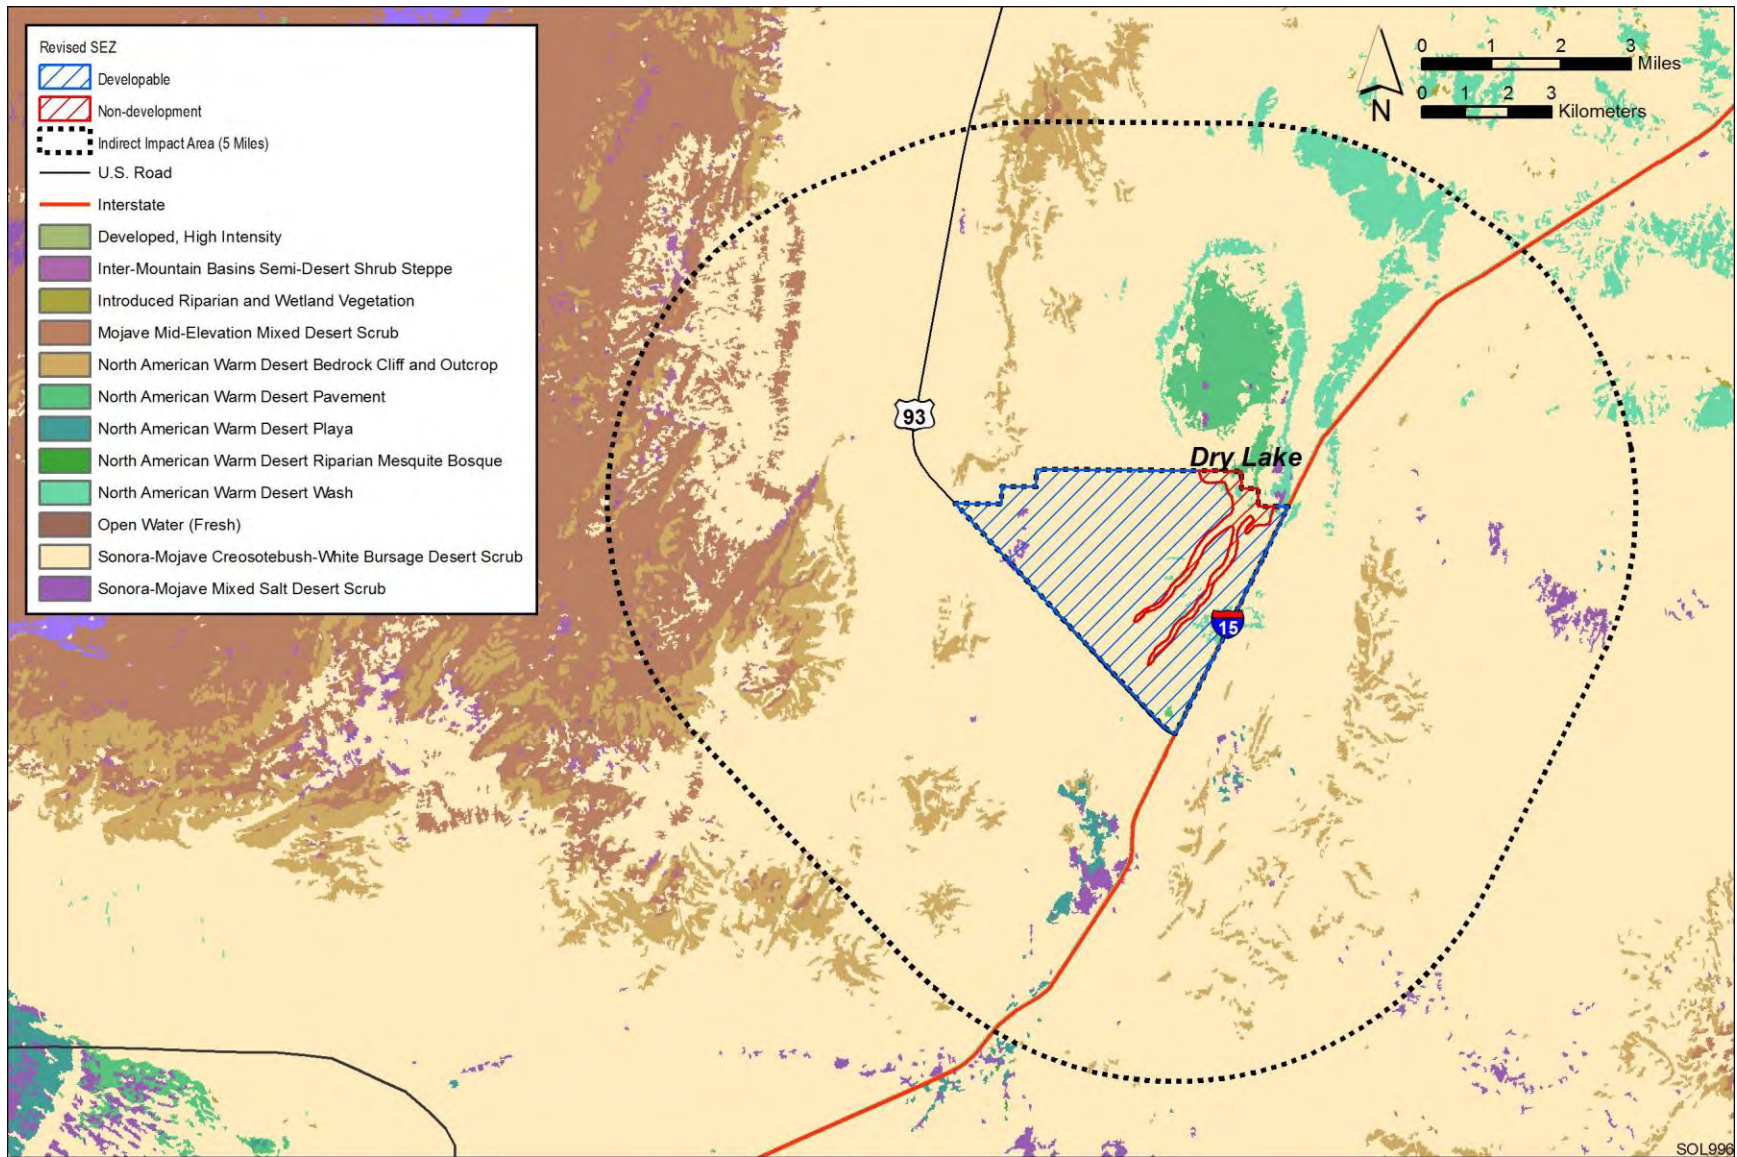 Revised SEZ
Developable
Non-development
Indirect Impact Area (5 Miles)
U.S. Road
Interstate
Developed, High Intensity
Inter-Mountain Basins Semi-Desert Shrub Steppe
Introduced Riparian and Wetland Vegetation
Mojave Mid-Elevation Mixed Desert Scrub
North American Warm Desert Bedrock Cliff and Outcrop
North American Warm Desert Pavement
North American Warm Desert Playa
North American Warm Desert Riparian Mesquite Bosque
North American Warm Desert Wash
Open Water (Fresh)
Sonora-Mojave Creosotebush-White Bursage Desert Scrub
Sonora-Mojave Mixed Salt Desert Scrub
0 1 2 3
Miles
0 1 2 3
Kilometers
N
93
Dry Lake
15
SOL996